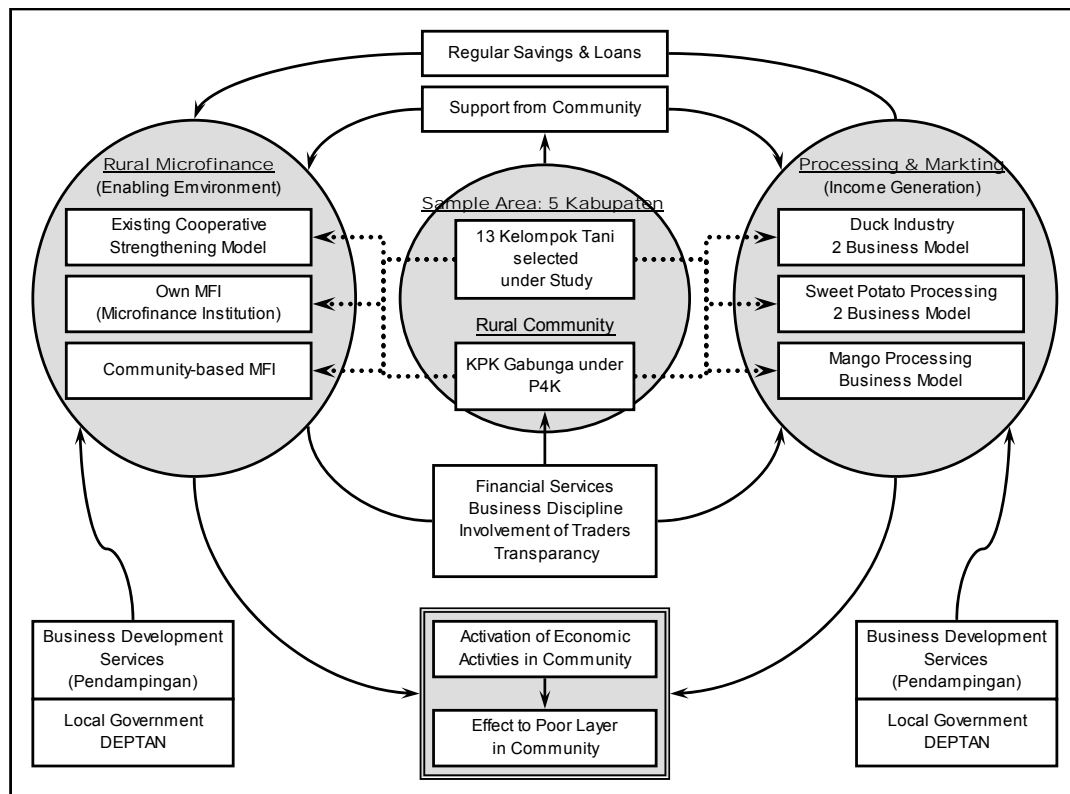 Regular Savings & Loans
Support from Community
Rural Microfinance
(Enabling Emvironment)
Existing Cooperative
Strengthening Model
Own MFI
(Microfinance Institution)
Community-based MFI
Sample Area: 5 Kabupaten
13 Kelompok Tani
selected
under Study
Rural Community
KPK Gabunga under
P4K
Processing & Markting
(Income Generation)
Duck Industry
2 Business Model
Sweet Potato Processing
2 Business Model
Mango Processing
Business Model
Financial Services
Business Discipline
Involvement of Traders
Transparancy
Business Development
Services
(Pendampingan)
Local Government
DEPTAN
Activation of Economic
Activties in Community
Effect to Poor Layer
in Community
Business Development
Services
(Pendampingan)
Local Government
DEPTAN